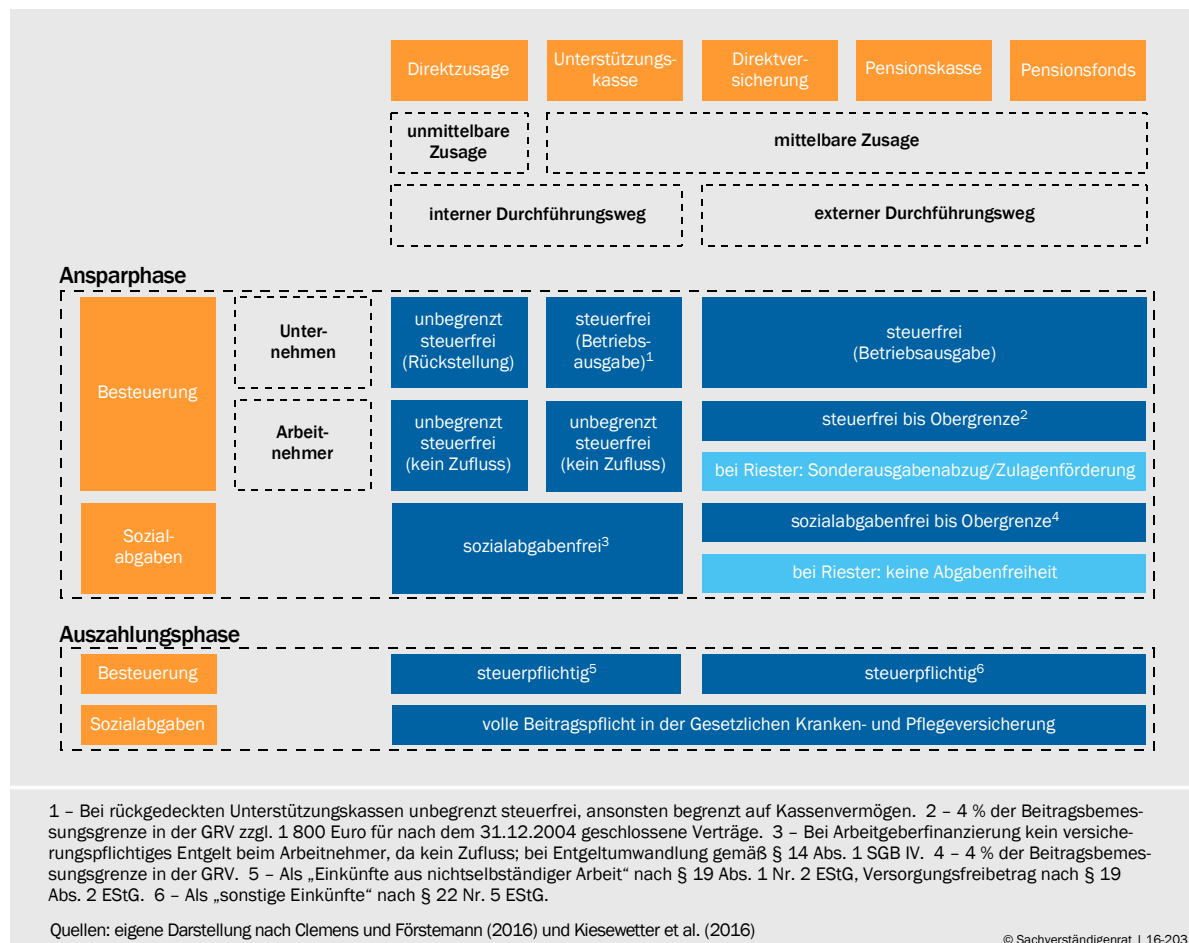 Direktzusage
Unterstützungs-
kasse
Direktver-
sicherung
Pensionskasse
Pensionsfonds
unmittelbare
Zusage
mittelbare Zusage
interner Durchführungsweg
externer Durchführungsweg
Ansparphase
Besteuerung
Unter-
nehmen
unbegrenzt
steuerfrei
(Rückstellung)
steuerfrei
(Betriebs-
ausgabe)¹
steuerfrei
(Betriebsausgabe)
Arbeit-
nehmer
unbegrenzt
steuerfrei
(kein Zufluss)
unbegrenzt
steuerfrei
(kein Zufluss)
steuerfrei bis Obergrenze²
bei Riester: Sonderausgabenabzug/Zulagenförderung
Sozial-
abgaben
sozialabgabenfrei³
sozialabgabenfrei bis Obergrenze⁴
bei Riester: keine Abgabenfreiheit
Auszahlungsphase
Besteuerung
steuerpflichtig⁵
steuerpflichtig⁶
Sozialabgaben
volle Beitragspflicht in der Gesetzlichen Kranken- und Pflegeversicherung
1 – Bei rückgedeckten Unterstützungskassen unbegrenzt steuerfrei, ansonsten begrenzt auf Kassenvermögen. 2 – 4 % der Beitragsbemes-
sungsgrenze in der GRV zzgl. 1 800 Euro für nach dem 31.12.2004 geschlossene Verträge. 3 – Bei Arbeitgeberfinanzierung kein versiche-
rungspflichtiges Entgelt beim Arbeitnehmer, da kein Zufluss; bei Entgeltumwandlung gemäß § 14 Abs. 1 SGB IV. 4 – 4 % der Beitragsbemes-
sungsgrenze in der GRV. 5 – Als „Einkünfte aus nichtselbständiger Arbeit“ nach § 19 Abs. 1 Nr. 2 EStG, Versorgungsfreibetrag nach § 19
Abs. 2 EStG. 6 – Als „sonstige Einkünfte“ nach § 22 Nr. 5 EStG.
Quellen: eigene Darstellung nach Clemens und Förstemann (2016) und Kiesewetter et al. (2016)
© Sachverständigenrat | 16-203